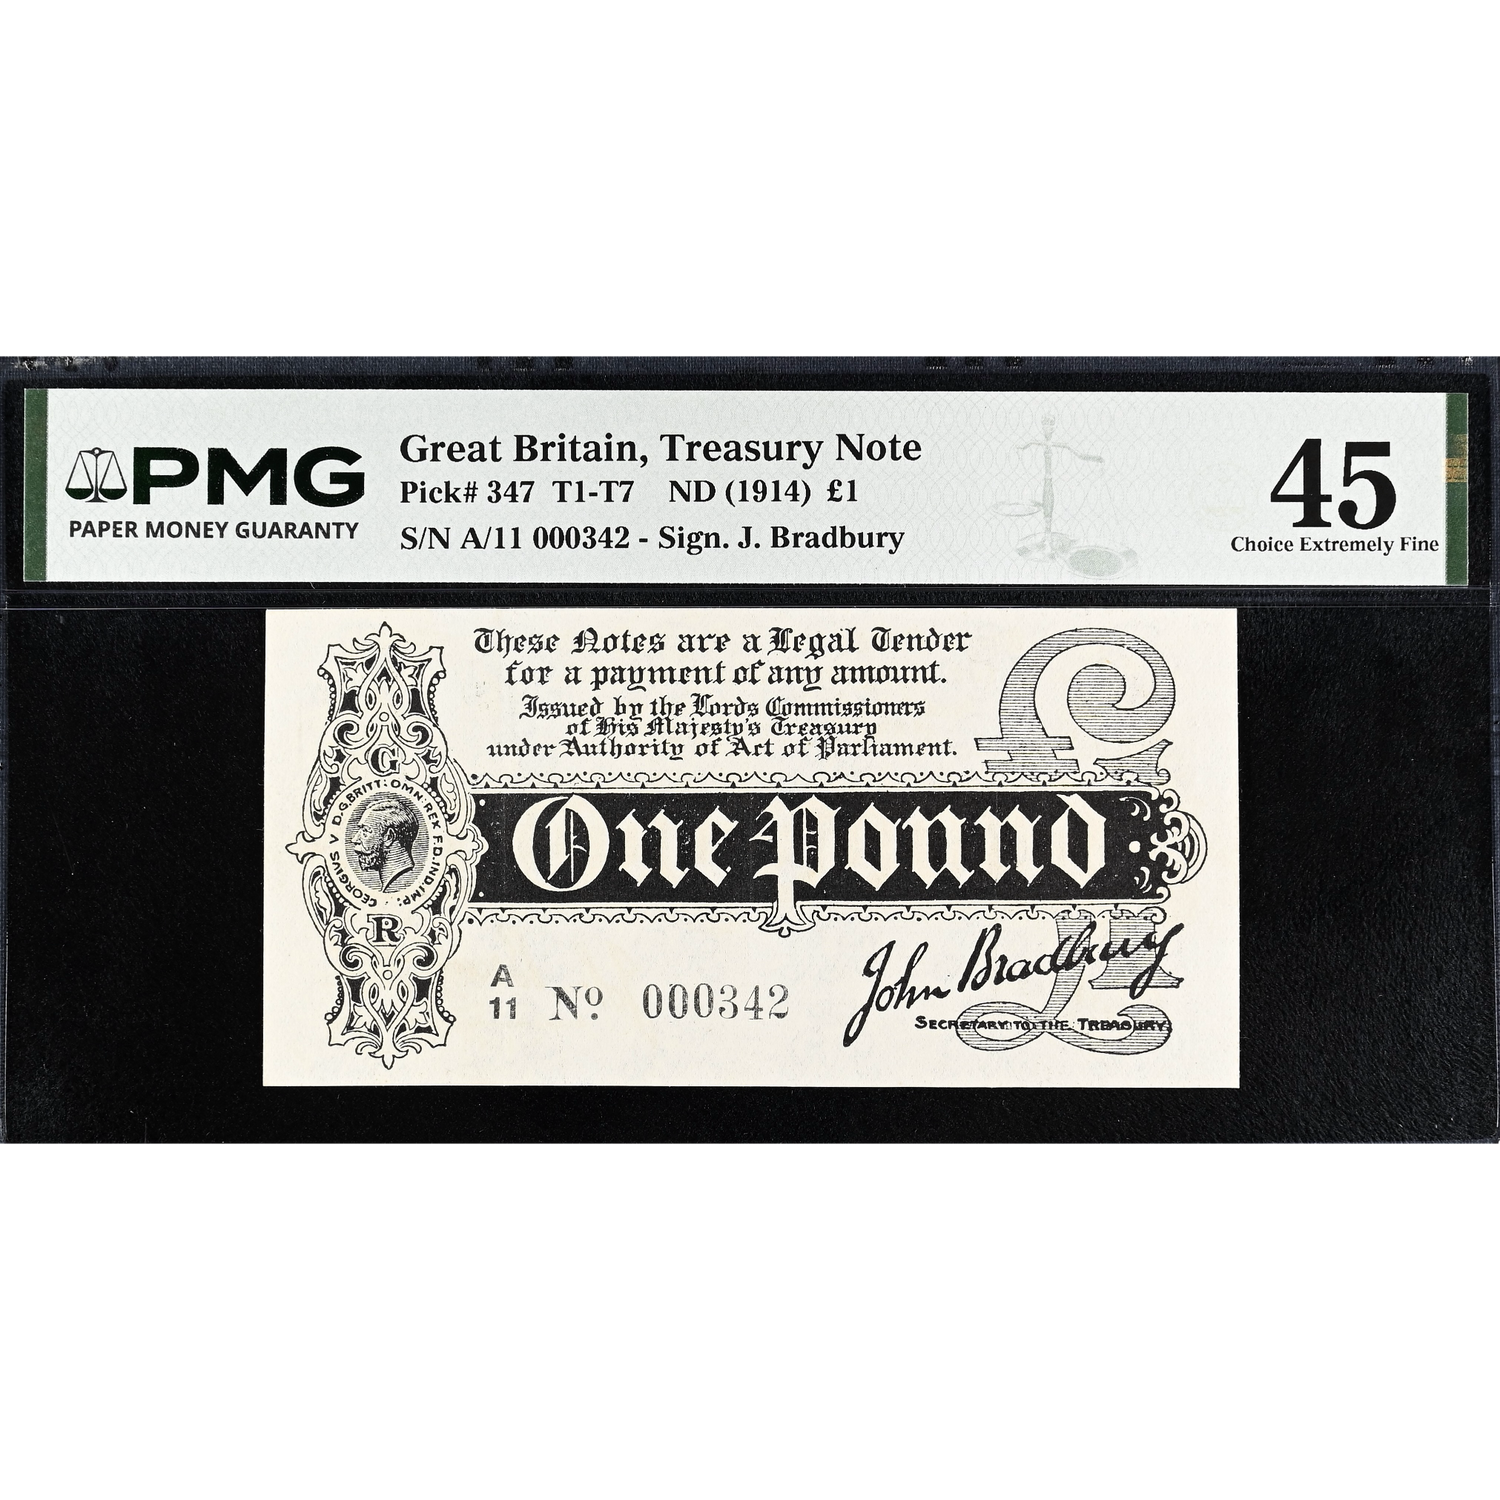 PMG
PAPER MONEY GUARANTY
Great Britain, Treasury Note
Pick# 347 T1-T7 ND (1914) £1
S/N A/11 000342 - Sign. J. Bradbury
45
Choice Extremely Fine
These Notes are a Legal Tender
for a payment of any amount.
Issued by the Lords Commissioners
of His Majesty's Treasury
under Authority of Act of Parliament.
£1
G
GEORGIVS V D.G.BRITT: OMN: REX F.D. IND: IMP:
R
One Pound
A
11 No. 000342
John Bradbury
SECRETARY TO THE TREASURY.
£1